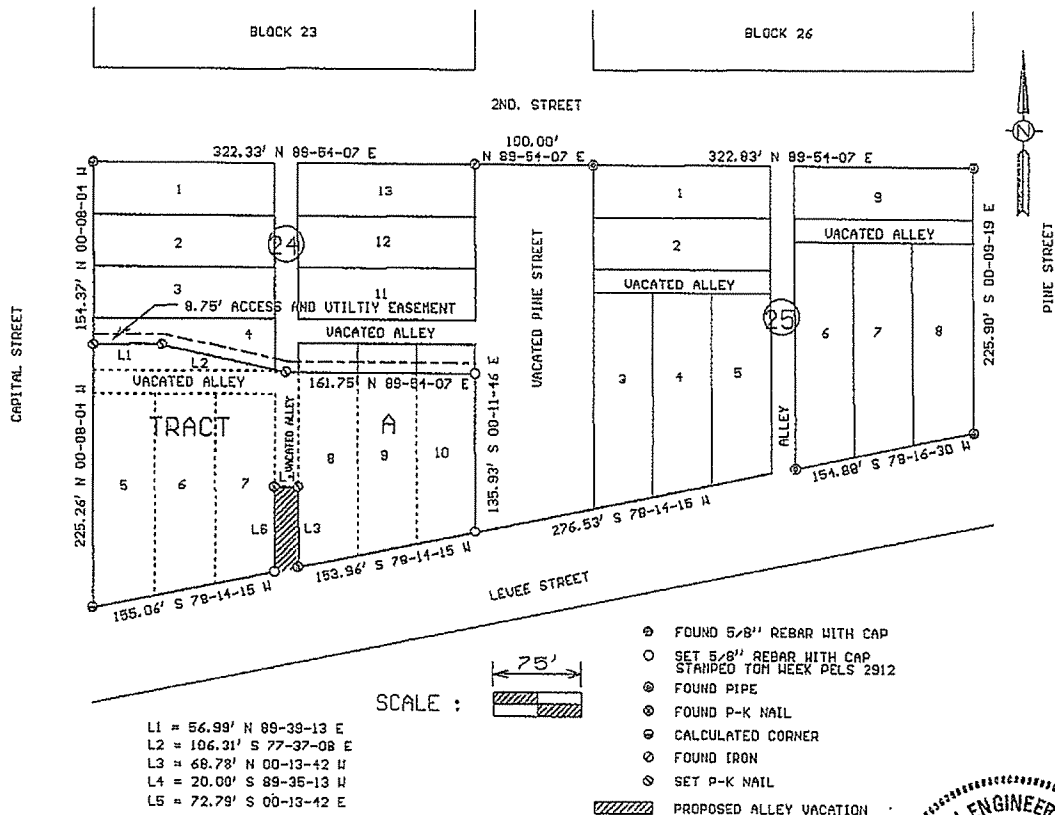 BLOCK 23
BLOCK 26
2ND. STREET
322.33' N 89-54-07 E
100.00'
N 89-54-07 E
322.83' N 89-54-07 E
N
1
13
1
9
2
24
12
2
VACATED ALLEY
3
11
VACATED ALLEY
8.75' ACCESS AND UTILTIY EASEMENT
4
VACATED ALLEY
25
6
7
8
154.37' N 00-08-04 W
CAPITAL STREET
L1
L2
VACATED ALLEY
161.75' N 89-54-07 E
VACATED PINE STREET
225.90' S 00-09-19 E
PINE STREET
3
4
5
ALLEY
225.26' N 00-08-04 W
TRACT
A
VACATED ALLEY
5
6
7
8
9
10
135.93' S 00-11-46 E
L6
L3
155.06' S 78-14-15 W
153.96' S 78-14-15 W
276.53' S 78-14-15 W
154.88' S 78-16-30 W
LEVEE STREET
SCALE :
75'
FOUND 5/8'' REBAR WITH CAP
SET 5/8'' REBAR WITH CAP
STAMPED TOM WEEK PELS 2912
FOUND PIPE
FOUND P-K NAIL
CALCULATED CORNER
FOUND IRON
SET P-K NAIL
PROPOSED ALLEY VACATION
L1 = 56.99' N 89-39-13 E
L2 = 106.31' S 77-37-08 E
L3 = 68.78' N 00-13-42 W
L4 = 20.00' S 89-35-13 W
L5 = 72.79' S 00-13-42 E
ENGINEER